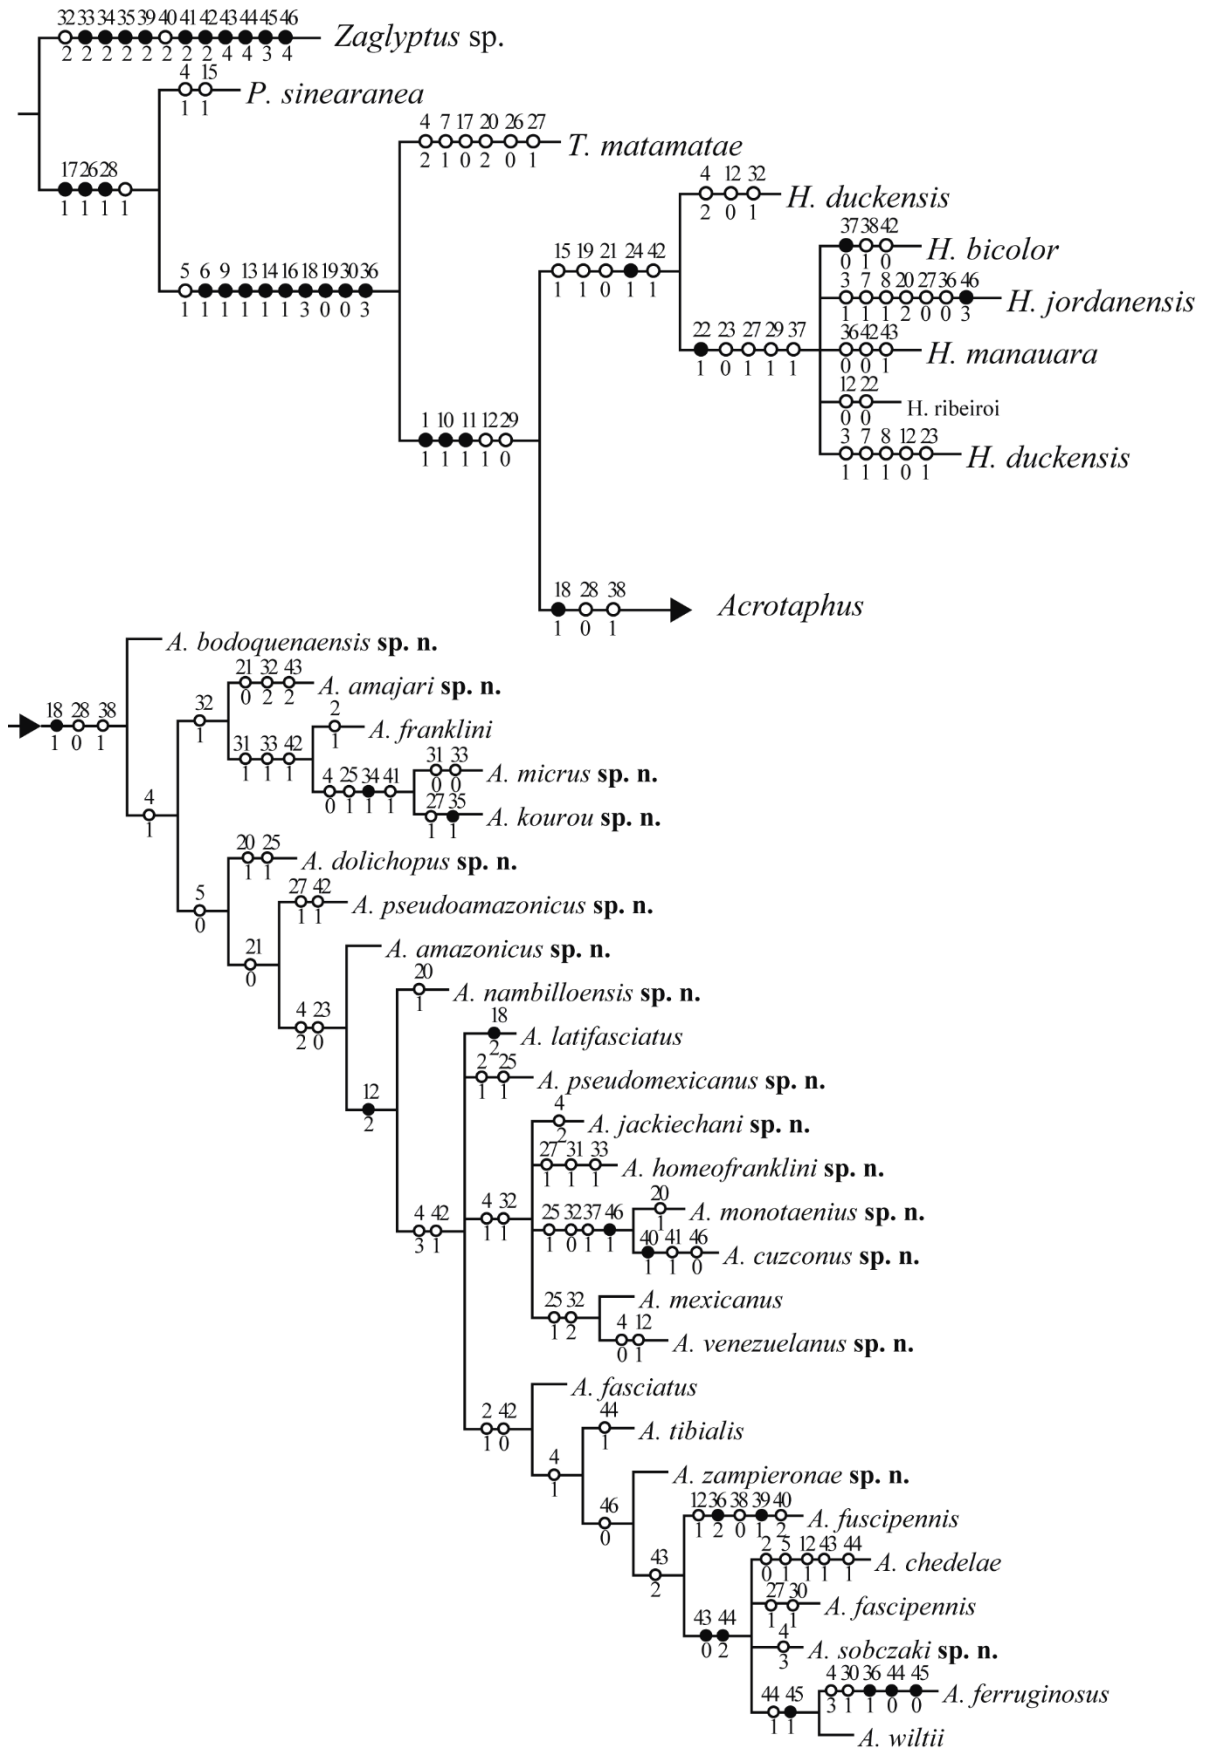 32 33 34 35 39 40 41 42 43 44 45 46
Zaglyptus sp.
2 2 2 2 2 2 2 2 4 4 3 4
4 15
P. sinearanea
1 1
4 7 17 20 26 27
T. matamatae
2 1 0 2 0 1
17 26 28
1 1 1 1
4 12 32
H. duckensis
2 0 1
37 38 42
H. bicolor
0 1 0
5 6 9 13 14 16 18 19 30 36
1 1 1 1 1 1 3 0 0 3
15 19 21 24 42
1 1 0 1 1
3 7 8 20 27 36 46
H. jordanensis
1 1 1 2 0 0 3
22 23 27 29 37
1 0 1 1 1
36 42 43
H. manauara
0 0 1
12 22
H. ribeiroi
0 0
1 10 11 12 29
1 1 1 1 0
3 7 8 12 23
H. duckensis
1 1 1 0 1
18 28 38
Acrotaphus
1 0 1
A. bodoquenaensis sp. n.
18 28 38
1 0 1
21 32 43
A. amajari sp. n.
0 2 2
32
1
2
A. franklini
1
31 33 42
1 1 1
31 33
A. micrus sp. n.
0 0
4 25 34 41
0 1 1 1
27 35
A. kourou sp. n.
1 1
4
1
20 25
A. dolichopus sp. n.
1 1
5
0
27 42
A. pseudoamazonicus sp. n.
1 1
21
0
A. amazonicus sp. n.
4 23
2 0
20
A. nambilloensis sp. n.
1
18
A. latifasciatus
2
2 25
A. pseudomexicanus sp. n.
1 1
12
2
4
A. jackiechani sp. n.
2
27 31 33
A. homeofranklini sp. n.
1 1 1
4 42
3 1
4 32
1 1
20
A. monotaenius sp. n.
1
25 32 37 46
1 0 1 1
40 41 46
A. cuzconus sp. n.
1 1 0
A. mexicanus
25 32
1 2
4 12
A. venezuelanus sp. n.
0 1
A. fasciatus
2 42
1 0
44
A. tibialis
1
4
1
A. zampieronae sp. n.
46
0
12 36 38 39 40
A. fuscipennis
1 2 0 1 2
43
2
2 5 12 43 44
A. chedelae
0 1 1 1 1
27 30
A. fascipennis
1 1
43 44
0 2
4
A. sobczaki sp. n.
3
4 30 36 44 45
A. ferruginosus
3 1 1 0 0
44 45
1 1
A. wiltii